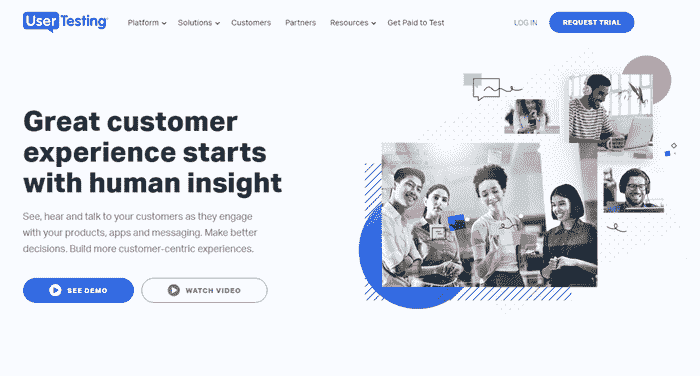 UserTesting
Platform
Solutions
Customers
Partners
Resources
Get Paid to Test
LOG IN
REQUEST TRIAL
Great customer
experience starts
with human insight
See, hear and talk to your customers as they engage
with your products, apps and messaging. Make better
decisions. Build more customer-centric experiences.
SEE DEMO
WATCH VIDEO